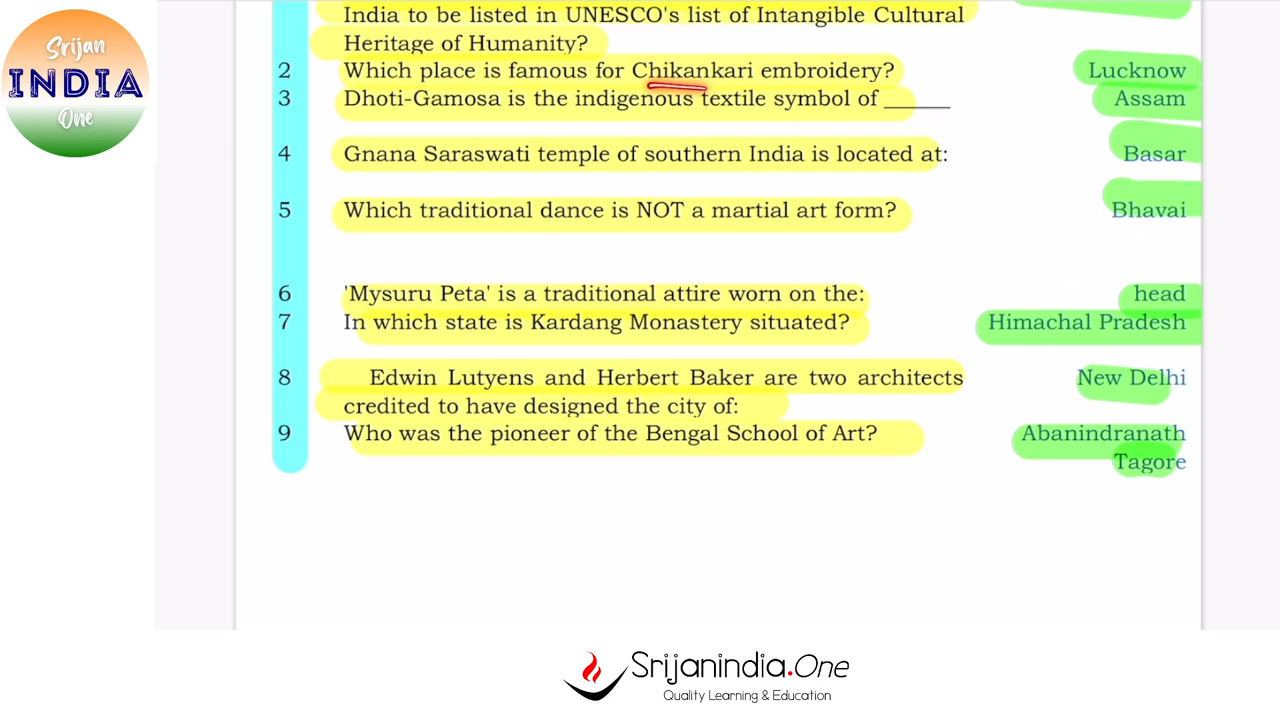 Srijan
INDIA
One
India to be listed in UNESCO's list of Intangible Cultural
Heritage of Humanity?
2 Which place is famous for Chikankari embroidery? Lucknow
3 Dhoti-Gamosa is the indigenous textile symbol of ______ Assam
4 Gnana Saraswati temple of southern India is located at: Basar
5 Which traditional dance is NOT a martial art form? Bhavai
6 'Mysuru Peta' is a traditional attire worn on the: head
7 In which state is Kardang Monastery situated? Himachal Pradesh
8 Edwin Lutyens and Herbert Baker are two architects New Delhi
credited to have designed the city of:
9 Who was the pioneer of the Bengal School of Art? Abanindranath
Tagore
Srijanindia.One
Quality Learning & Education